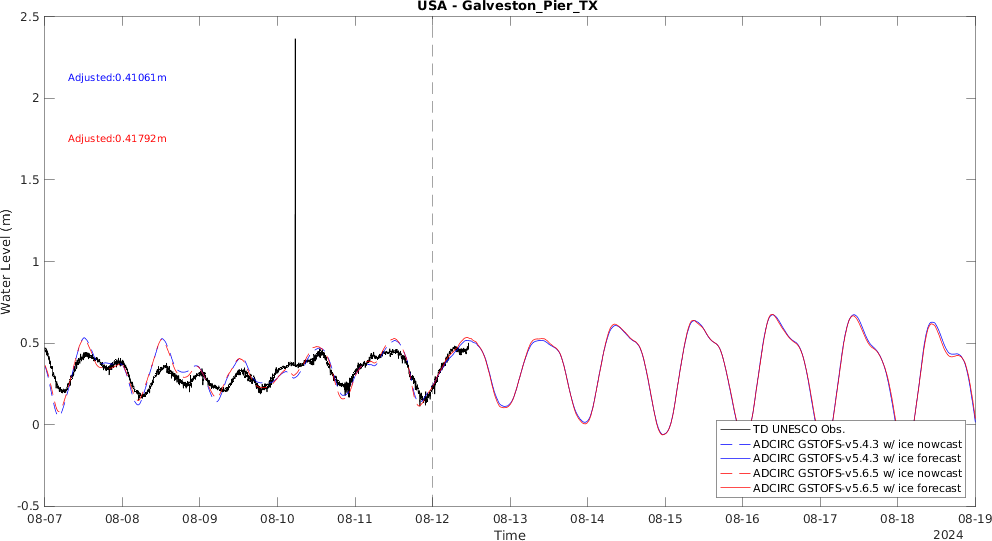 USA - Galveston_Pier_TX
2.5
2
1.5
1
0.5
0
-0.5
Water Level (m)
Adjusted:0.41061m
Adjusted:0.41792m
TD UNESCO Obs.
ADCIRC GSTOFS-v5.4.3 w/ ice nowcast
ADCIRC GSTOFS-v5.4.3 w/ ice forecast
ADCIRC GSTOFS-v5.6.5 w/ ice nowcast
ADCIRC GSTOFS-v5.6.5 w/ ice forecast
08-07 08-08 08-09 08-10 08-11 08-12 08-13 08-14 08-15 08-16 08-17 08-18 08-19
Time
2024